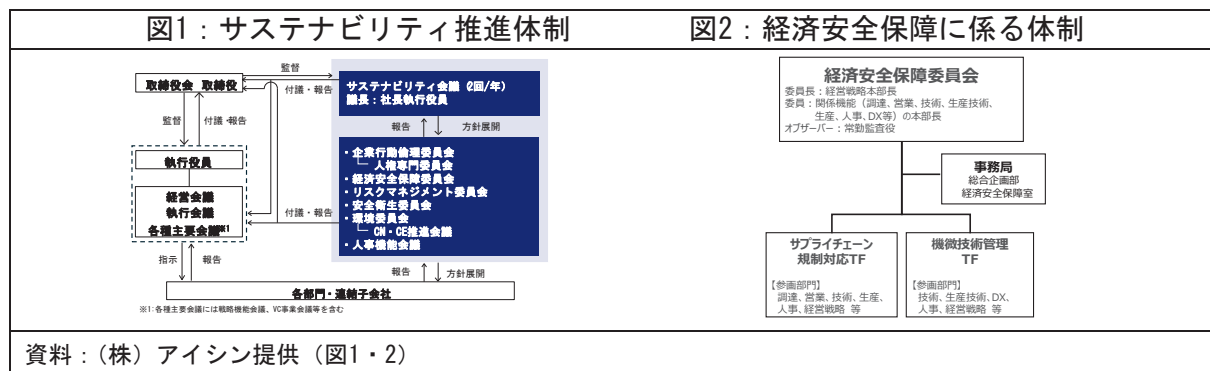 図1:サステナビリティ推進体制
図2:経済安全保障に係る体制
監督
取締役会 取締役
付議・報告
サステナビリティ会議(2回/年)
議長:社長執行役員
監督
付議・報告
報告
方針展開
執行役員
経営会議
執行会議
各種主要会議※1
付議・報告
・企業行動倫理委員会
人権専門委員会
・経済安全保障委員会
・リスクマネジメント委員会
・安全衛生委員会
・環境委員会
CN・CE推進会議
・人事機能会議
指示
報告
報告
方針展開
各部門・連結子会社
※1:各種主要会議には戦略機能会議、VC事業会議等を含む
経済安全保障委員会
委員長:経営戦略本部長
委員:関係機能(調達、営業、技術、生産技術、
生産、人事、DX等)の本部長
オブザーバー:常勤監査役
事務局
総合企画部
経済安全保障室
サプライチェーン
規制対応TF
【参画部門】
調達、営業、技術、生産、
人事、経営戦略 等
機微技術管理
TF
【参画部門】
技術、生産技術、DX、
人事、経営戦略 等
資料:(株)アイシン提供(図1・2)